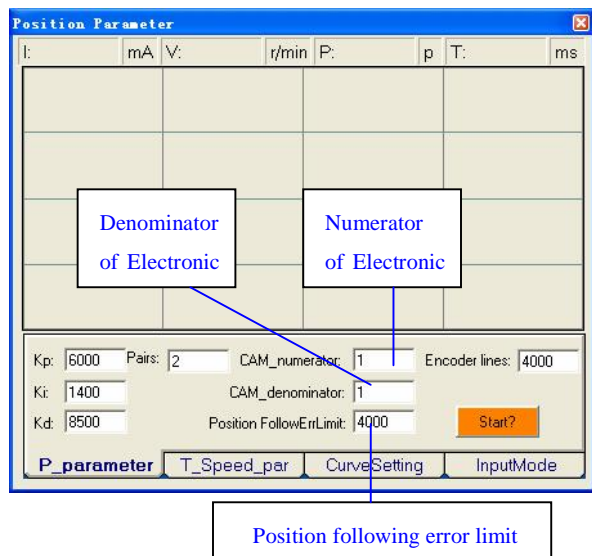 Position Parameter
I: mA V: r/min P: p T: ms
Denominator
of Electronic
Numerator
of Electronic
Kp: 6000 Pairs: 2 CAM_numerator: 1 Encoder lines: 4000
Ki: 1400 CAM_denominator: 1
Kd: 8500 Position FollowErrLimit: 4000 Start?
P_parameter T_Speed_par CurveSetting InputMode
Position following error limit